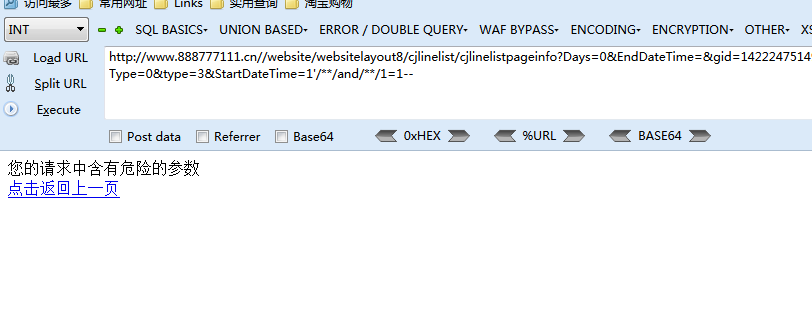 访问最多 常用网址 Links 实用查询 淘宝购物
INT SQL BASICS UNION BASED ERROR / DOUBLE QUERY WAF BYPASS ENCODING ENCRYPTION OTHER XS
Load URL http://www.888777111.cn//website/websitelayout8/cjlinelist/cjlinelistpageinfo?Days=0&EndDateTime=&gid=1422247514
Split URL Type=0&type=3&StartDateTime=1'/**/and/**/1=1--
Execute
Post data Referrer Base64 0xHEX %URL BASE64
您的请求中含有危险的参数
点击返回上一页